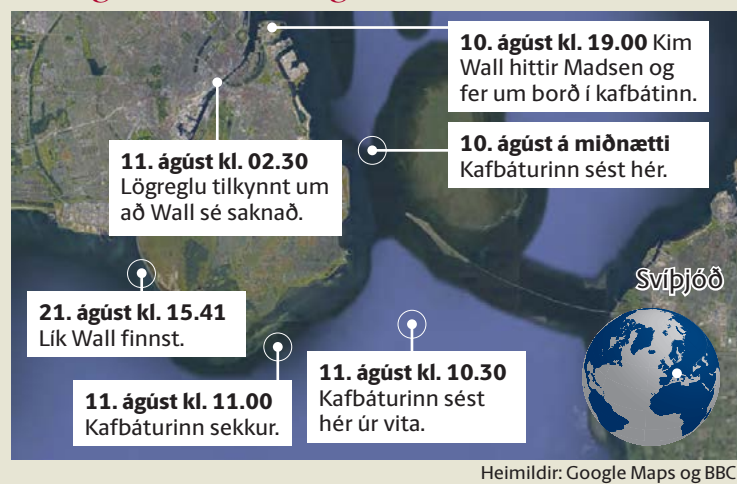 10. ágúst kl. 19.00 Kim
Wall hittir Madsen og
fer um borð í kafbátinn.
10. ágúst á miðnætti
Kafbáturinn sést hér.
11. ágúst kl. 02.30
Lögreglu tilkynnt um
að Wall sé saknað.
Svíþjóð
21. ágúst kl. 15.41
Lík Wall finnst.
11. ágúst kl. 10.30
Kafbáturinn sést
hér úr vita.
11. ágúst kl. 11.00
Kafbáturinn sekkur.
Heimildir: Google Maps og BBC